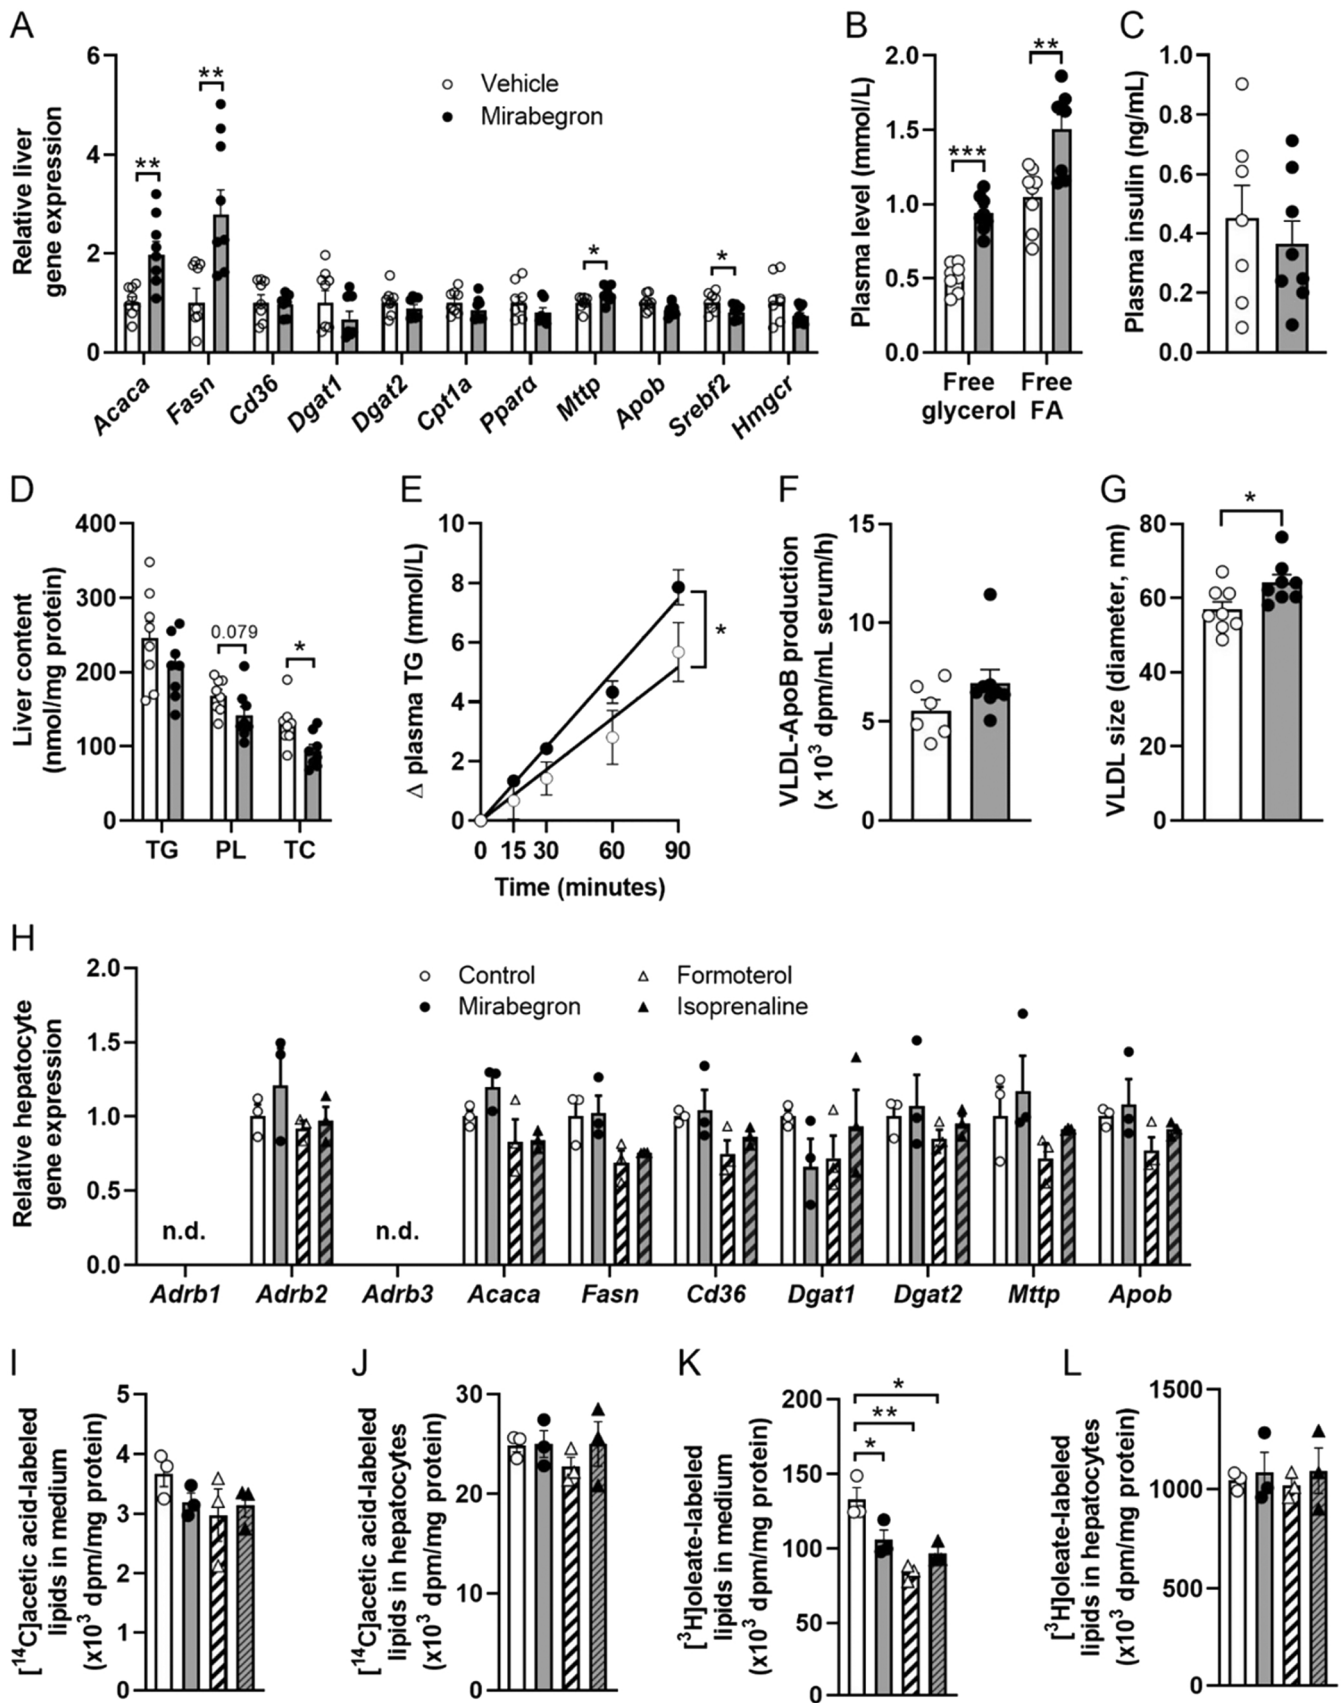 A
Relative liver
gene expression
6
4
2
0
Vehicle
Mirabegron
**
**
*
*
Acaca
Fasn
Cd36
Dgat1
Dgat2
Cpt1a
Pparα
Mttp
Apob
Srebf2
Hmgcr
B
Plasma level (mmol/L)
2.0
1.5
1.0
0.5
0.0
***
**
Free
glycerol
Free
FA
C
Plasma insulin (ng/mL)
1.0
0.8
0.6
0.4
0.2
0.0
D
Liver content
(nmol/mg protein)
400
300
200
100
0
0.079
*
TG
PL
TC
E
Δ plasma TG (mmol/L)
10
8
6
4
2
0
*
0 15 30 60 90
Time (minutes)
F
VLDL-ApoB production
(x 10³ dpm/mL serum/h)
15
10
5
0
G
VLDL size (diameter, nm)
80
60
40
20
0
*
H
Relative hepatocyte
gene expression
2.0
1.5
1.0
0.5
0.0
Control
Mirabegron
Formoterol
Isoprenaline
n.d.
n.d.
Adrb1
Adrb2
Adrb3
Acaca
Fasn
Cd36
Dgat1
Dgat2
Mttp
Apob
I
[¹⁴C]acetic acid-labeled
lipids in medium
(x10³ dpm/mg protein)
5
4
3
2
1
0
J
[¹⁴C]acetic acid-labeled
lipids in hepatocytes
(x10³ dpm/mg protein)
30
20
10
0
K
[³H]oleate-labeled
lipids in medium
(x10³ dpm/mg protein)
200
150
100
50
0
*
**
*
L
[³H]oleate-labeled
lipids in hepatocytes
(x10³ dpm/mg protein)
1500
1000
500
0